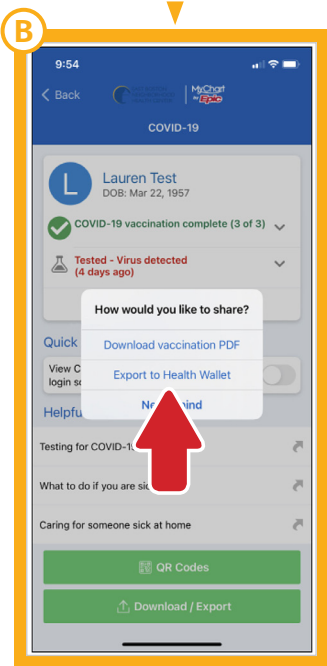 B
9:54
Back
MyChart
by Epic
COVID-19
L
Lauren Test
DOB: Mar 22, 1957
COVID-19 vaccination complete (3 of 3)
Tested - Virus detected
(4 days ago)
How would you like to share?
Quick
Download vaccination PDF
View C
login sc
Export to Health Wallet
Helpfu
Testing for COVID-1
What to do if you are sic
Caring for someone sick at home
QR Codes
Download / Export